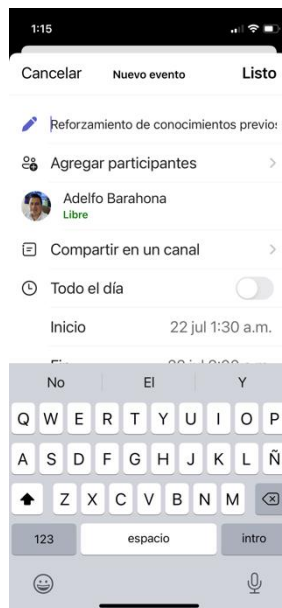 1:15
Cancelar Nuevo evento Listo
Reforzamiento de conocimientos previos
Agregar participantes
Adelfo Barahona
Libre
Compartir en un canal
Todo el día
Inicio 22 jul 1:30 a.m.
No El Y
Q W E R T Y U I O P
A S D F G H J K L Ñ
Z X C V B N M
123 espacio intro